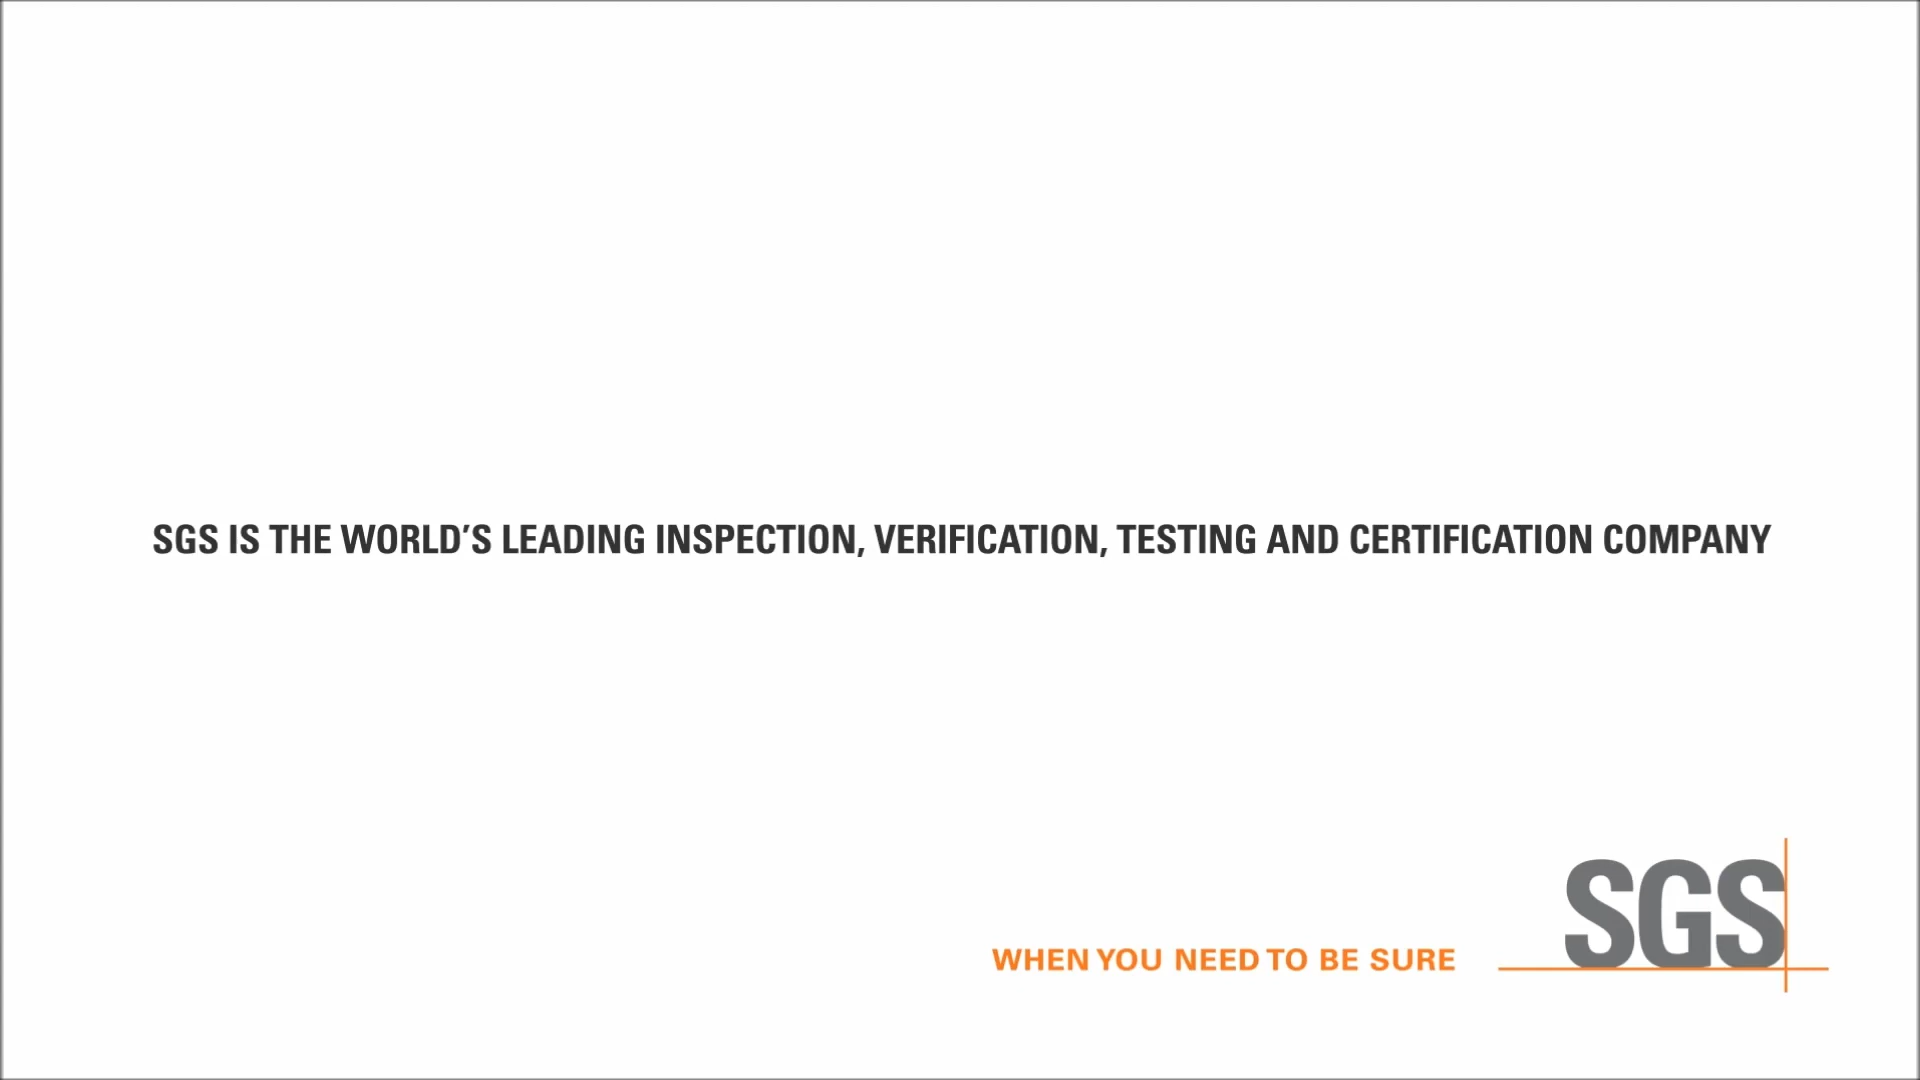 SGS IS THE WORLD’S LEADING INSPECTION, VERIFICATION, TESTING AND CERTIFICATION COMPANY
WHEN YOU NEED TO BE SURE
SGS